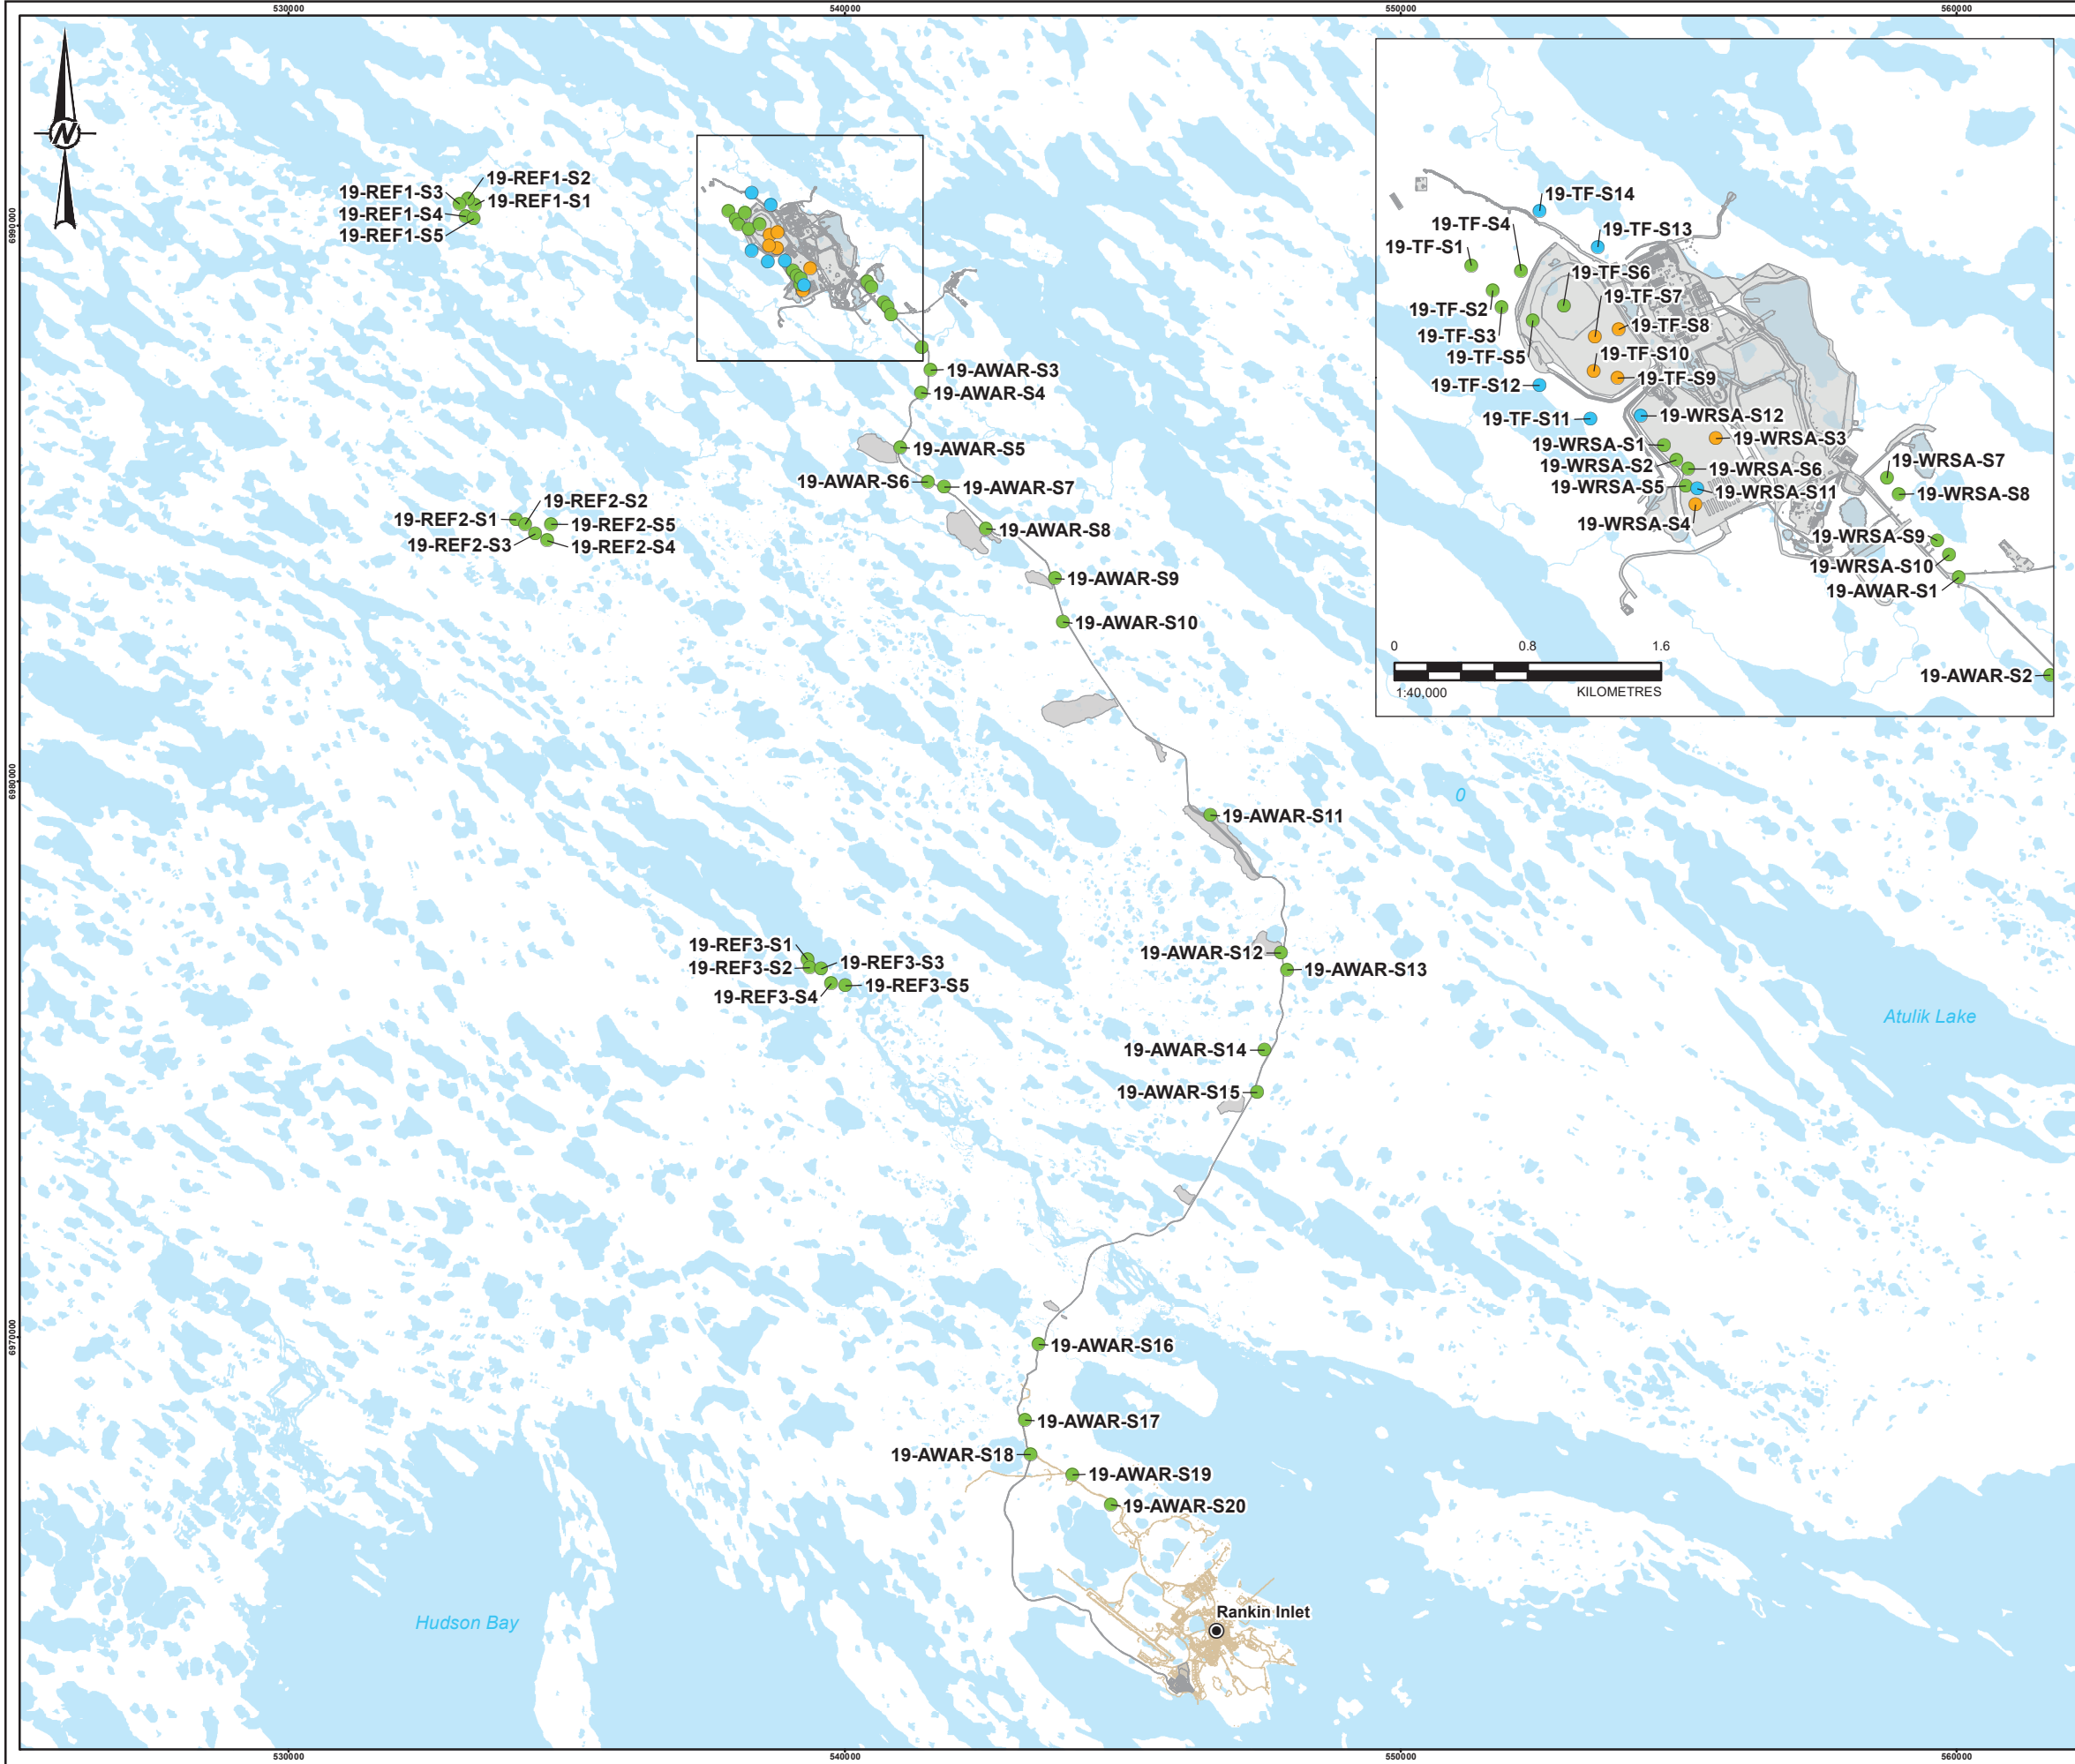 530000
540000
550000
560000
N
6990000
6980000
6970000
19-REF1-S2
19-REF1-S3
19-REF1-S1
19-REF1-S4
19-REF1-S5
19-TF-S14
19-TF-S4
19-TF-S13
19-TF-S1
19-TF-S6
19-TF-S7
19-TF-S2
19-TF-S8
19-TF-S3
19-TF-S5
19-TF-S10
19-TF-S9
19-TF-S12
19-TF-S11
19-WRSA-S12
19-WRSA-S3
19-WRSA-S1
19-WRSA-S2
19-WRSA-S6
19-WRSA-S7
19-WRSA-S5
19-WRSA-S11
19-WRSA-S8
19-WRSA-S4
19-WRSA-S9
19-WRSA-S10
19-AWAR-S1
19-AWAR-S2
0 0.8 1.6
1:40,000 KILOMETRES
19-AWAR-S3
19-AWAR-S4
19-AWAR-S5
19-AWAR-S6
19-AWAR-S7
19-REF2-S2
19-REF2-S1
19-REF2-S5
19-REF2-S3
19-REF2-S4
19-AWAR-S8
19-AWAR-S9
19-AWAR-S10
0
19-AWAR-S11
19-REF3-S1
19-REF3-S2
19-REF3-S3
19-REF3-S5
19-REF3-S4
19-AWAR-S12
19-AWAR-S13
Atulik Lake
19-AWAR-S14
19-AWAR-S15
19-AWAR-S16
19-AWAR-S17
19-AWAR-S18
19-AWAR-S19
19-AWAR-S20
Rankin Inlet
Hudson Bay
530000
540000
550000
560000